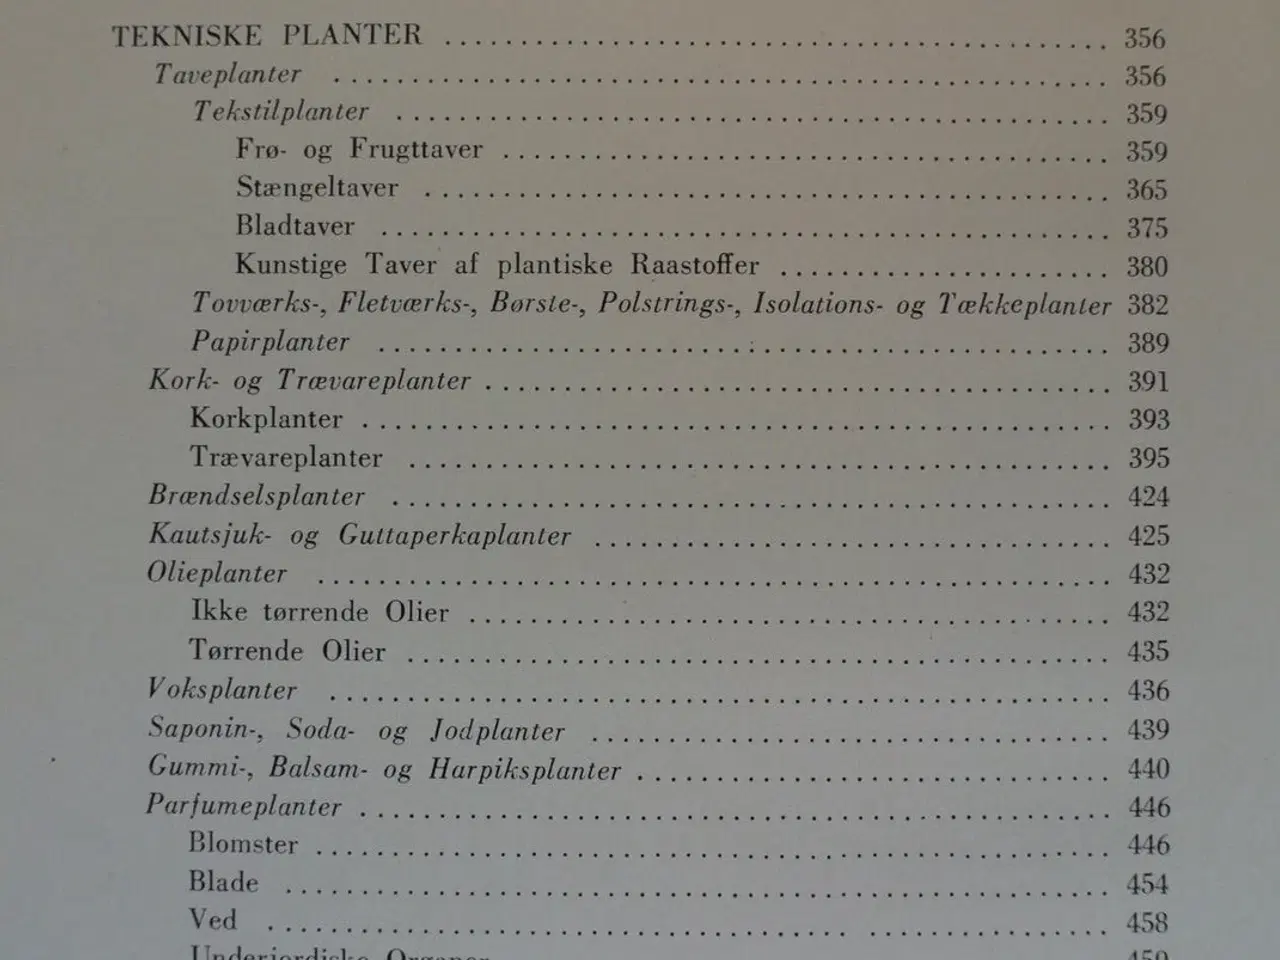 TEKNISKE PLANTER ........................................ 356
Taveplanter ........................................ 356
Tekstilplanter ........................................ 359
Frø- og Frugttaver ........................................ 359
Stængeltaver ........................................ 365
Bladtaver ........................................ 375
Kunstige Taver af plantiske Raastoffer ...................... 380
Tovværks-, Fletværks-, Børste-, Polstrings-, Isolations- og Tækkeplanter 382
Papirplanter ........................................ 389
Kork- og Trævareplanter ........................................ 391
Korkplanter ........................................ 393
Trævareplanter ........................................ 395
Brændselsplanter ........................................ 424
Kautsjuk- og Guttaperkaplanter ................................. 425
Olieplanter ........................................ 432
Ikke tørrende Olier ........................................ 432
Tørrende Olier ........................................ 435
Voksplanter ........................................ 436
Saponin-, Soda- og Jodplanter ................................. 439
Gummi-, Balsam- og Harpiksplanter .............................. 440
Parfumeplanter ........................................ 446
Blomster ........................................ 446
Blade ........................................ 454
Ved ........................................ 458
Underjordiske Organer